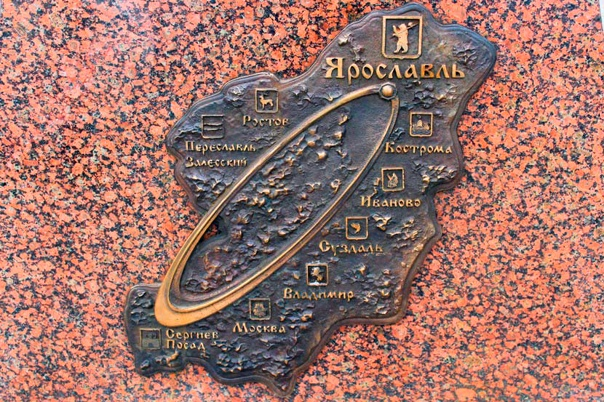 Ярославль
Ростов
Переславль
Залесский
Кострома
Иваново
Суздаль
Владимир
Москва
Сергиев
Посад